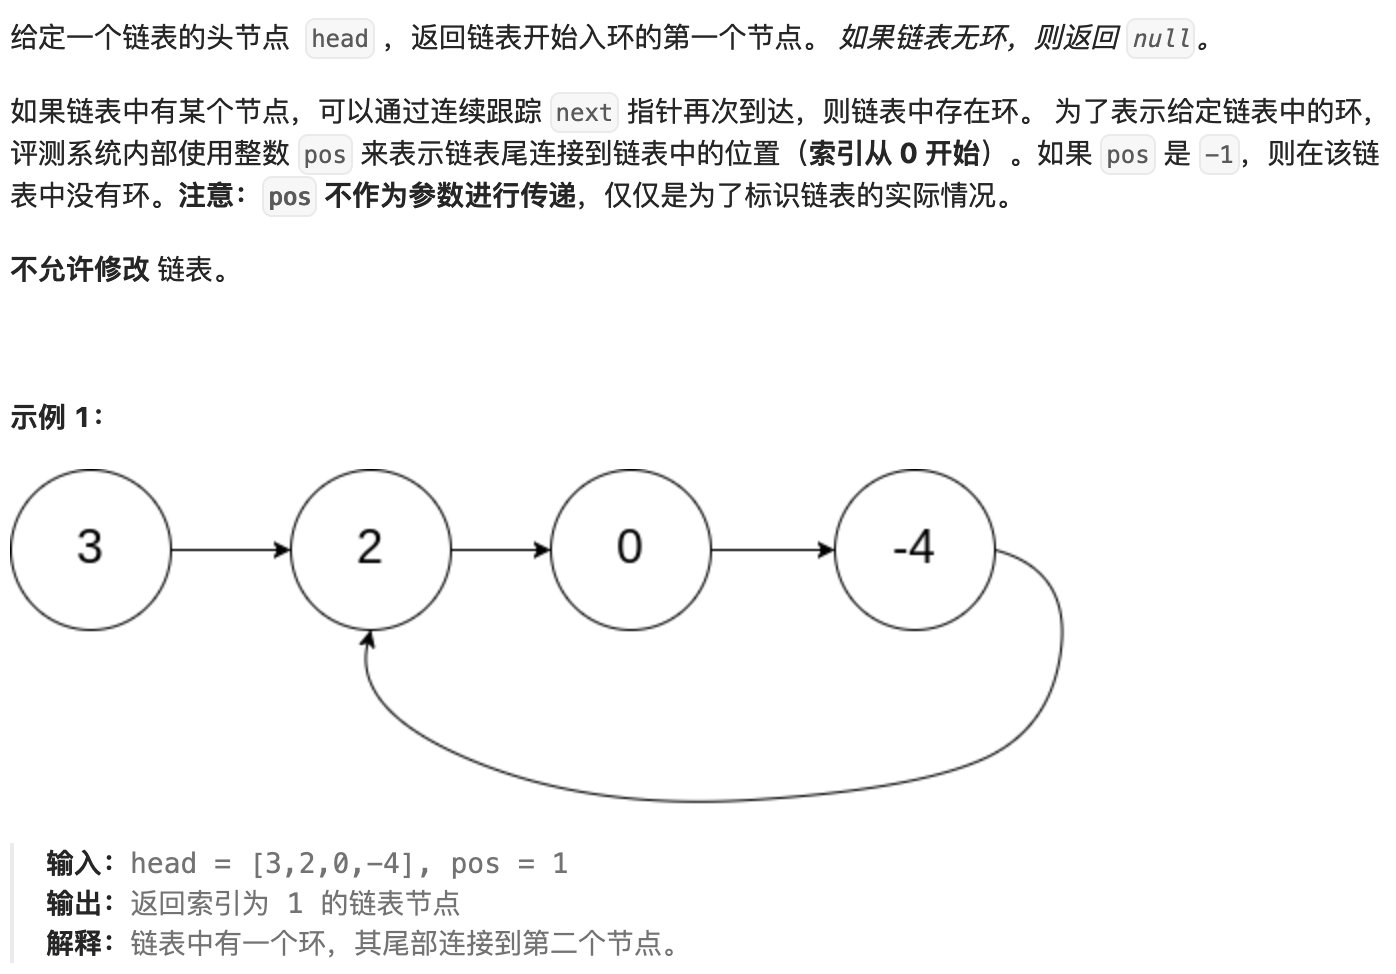 给定一个链表的头节点 head ，返回链表开始入环的第一个节点。 如果链表无环，则返回 null。
如果链表中有某个节点，可以通过连续跟踪 next 指针再次到达，则链表中存在环。 为了表示给定链表中的环，
评测系统内部使用整数 pos 来表示链表尾连接到链表中的位置（索引从 0 开始）。如果 pos 是 -1，则在该链
表中没有环。注意：pos 不作为参数进行传递，仅仅是为了标识链表的实际情况。
不允许修改 链表。
示例 1：
3 2 0 -4
输入：head = [3,2,0,-4], pos = 1
输出：返回索引为 1 的链表节点
解释：链表中有一个环，其尾部连接到第二个节点。